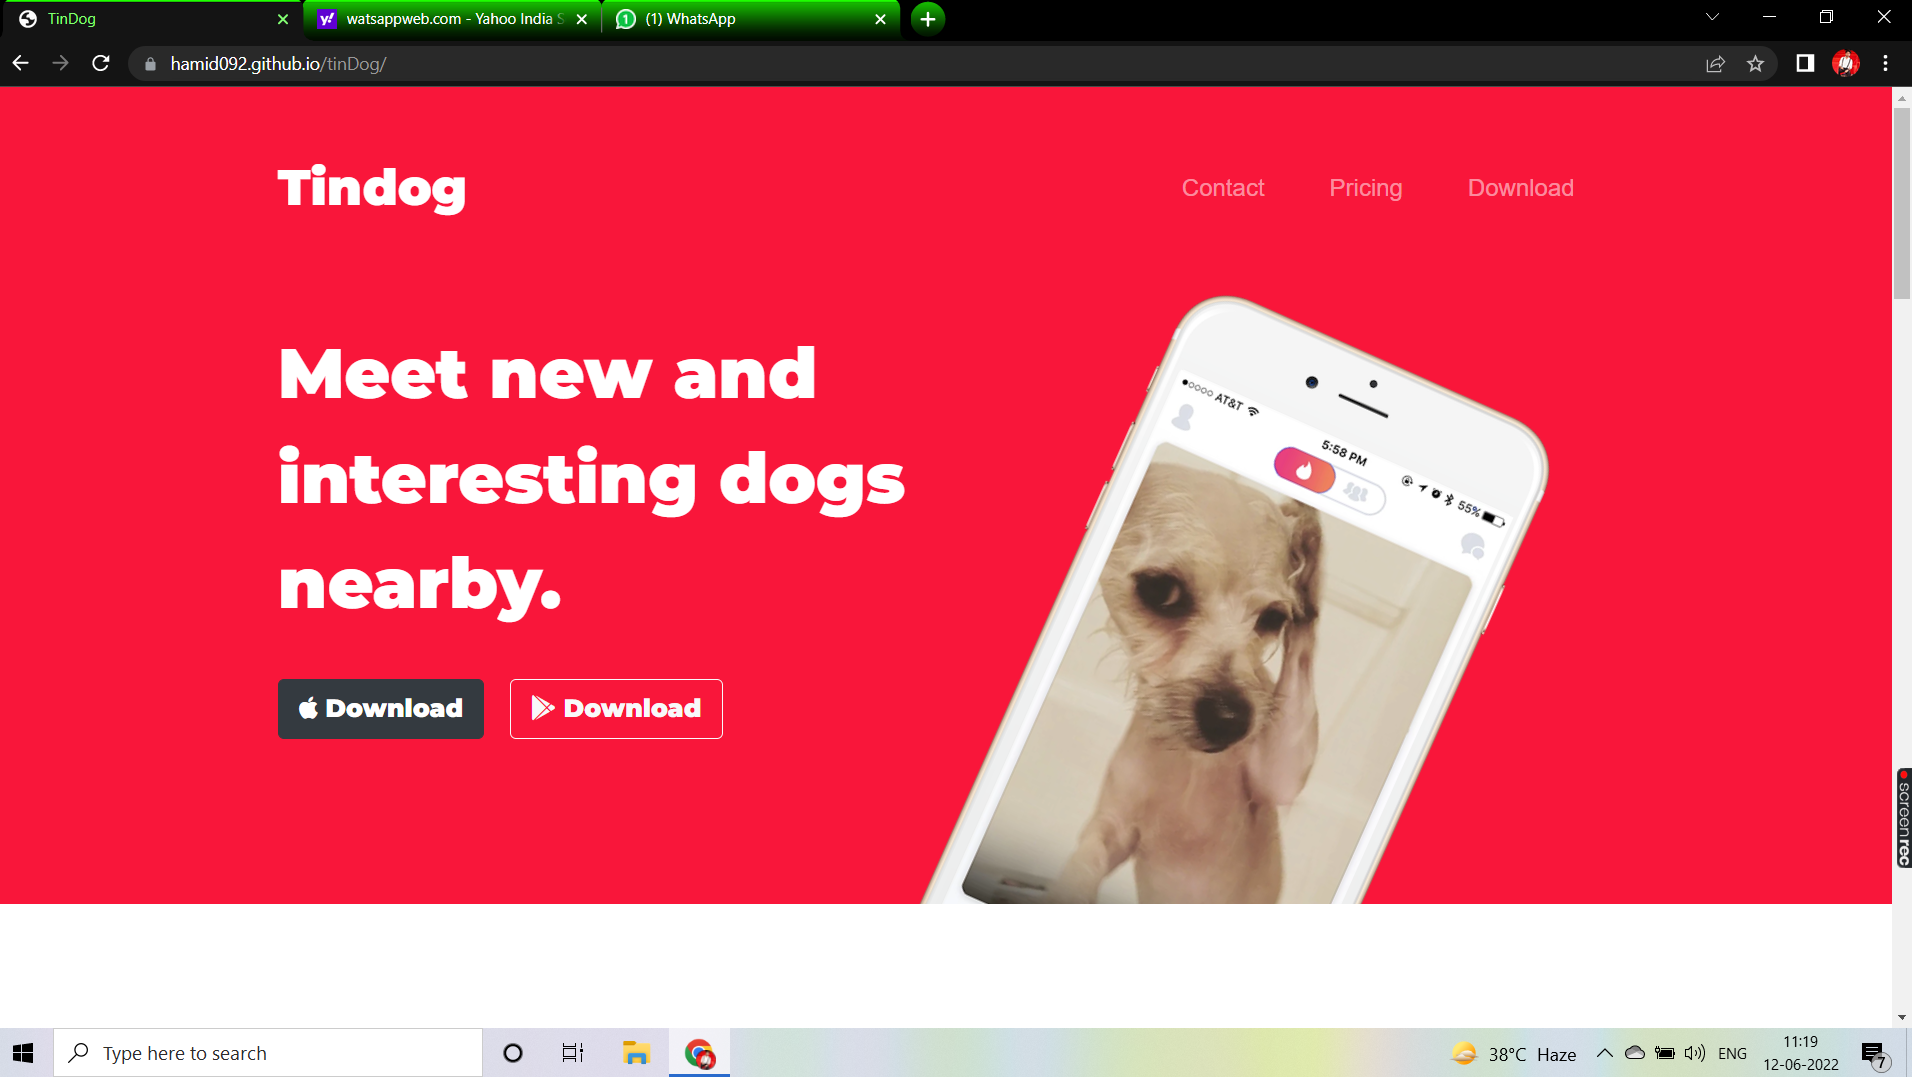 TinDog
watsappweb.com - Yahoo India S
(1) WhatsApp
hamid092.github.io/tinDog/
Tindog
Contact
Pricing
Download
Meet new and
interesting dogs
nearby.
Download
Download
AT&T
5:58 PM
55%
screenrec
Type here to search
38°C Haze
ENG
11:19
12-06-2022
7